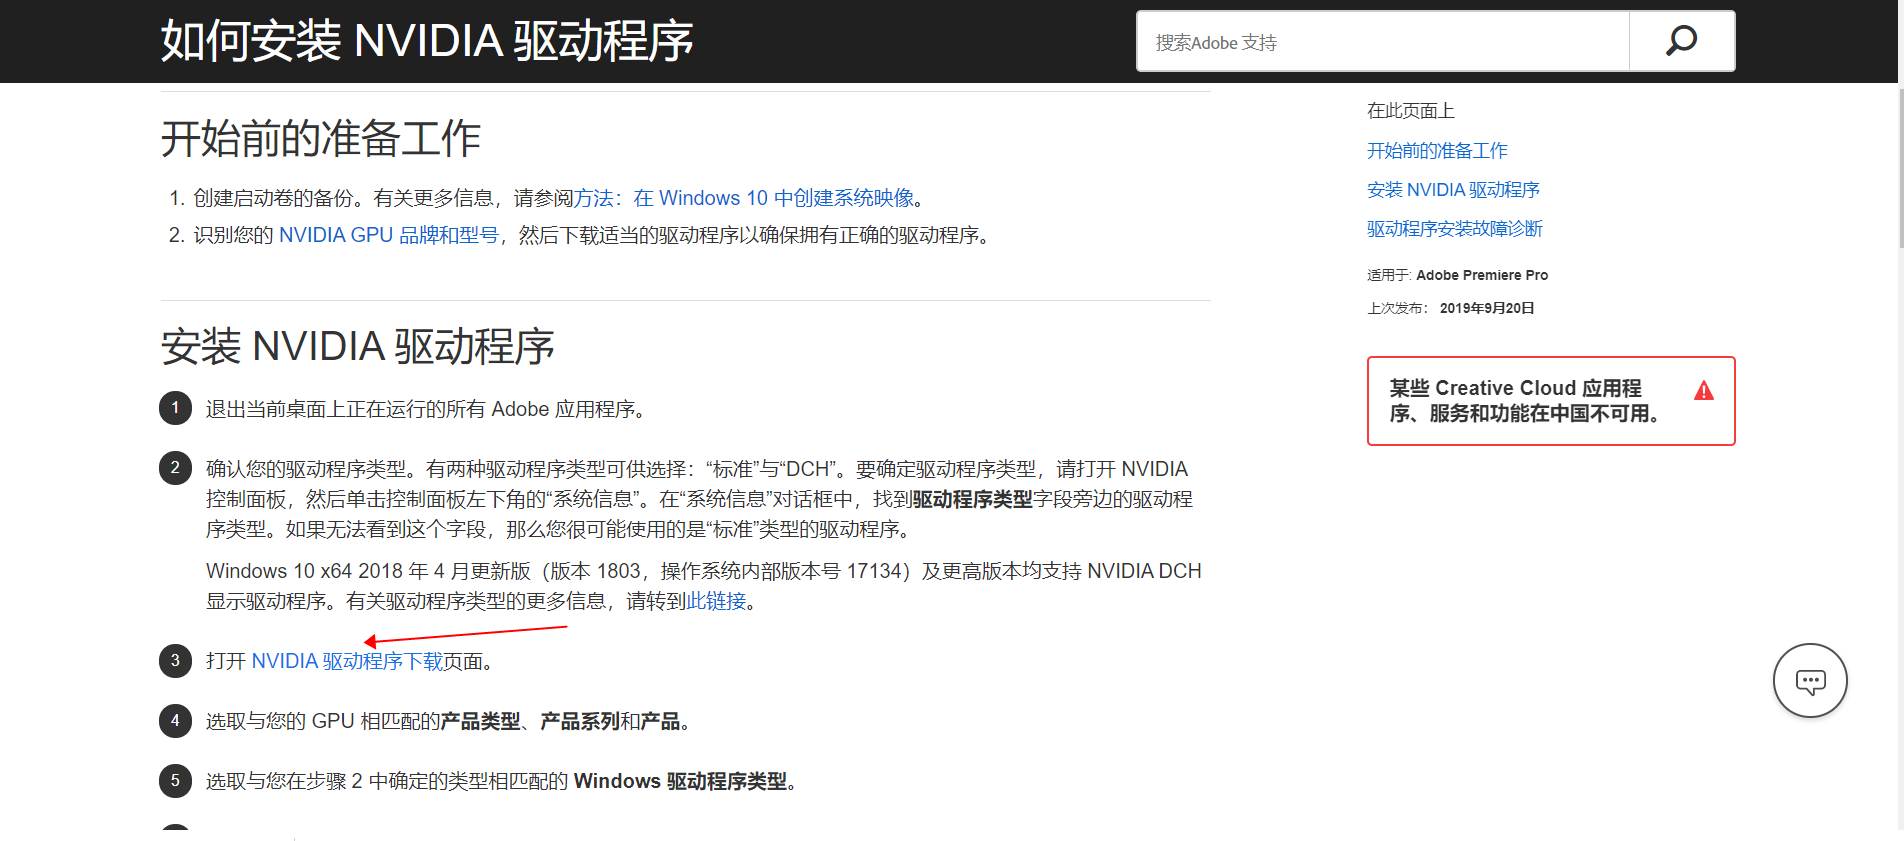 如何安装 NVIDIA 驱动程序
搜索Adobe 支持
开始前的准备工作
1. 创建启动卷的备份。有关更多信息，请参阅方法：在 Windows 10 中创建系统映像。
2. 识别您的 NVIDIA GPU 品牌和型号，然后下载适当的驱动程序以确保拥有正确的驱动程序。
安装 NVIDIA 驱动程序
1 退出当前桌面上正在运行的所有 Adobe 应用程序。
2 确认您的驱动程序类型。有两种驱动程序类型可供选择：“标准”与“DCH”。要确定驱动程序类型，请打开 NVIDIA
控制面板，然后单击控制面板左下角的“系统信息”。在“系统信息”对话框中，找到驱动程序类型字段旁边的驱动程
序类型。如果无法看到这个字段，那么您很可能使用的是“标准”类型的驱动程序。
Windows 10 x64 2018 年 4 月更新版（版本 1803，操作系统内部版本号 17134）及更高版本均支持 NVIDIA DCH
显示驱动程序。有关驱动程序类型的更多信息，请转到此链接。
3 打开 NVIDIA 驱动程序下载页面。
4 选取与您的 GPU 相匹配的产品类型、产品系列和产品。
5 选取与您在步骤 2 中确定的类型相匹配的 Windows 驱动程序类型。
在此页面上
开始前的准备工作
安装 NVIDIA 驱动程序
驱动程序安装故障诊断
适用于: Adobe Premiere Pro
上次发布： 2019年9月20日
某些 Creative Cloud 应用程
序、服务和功能在中国不可用。